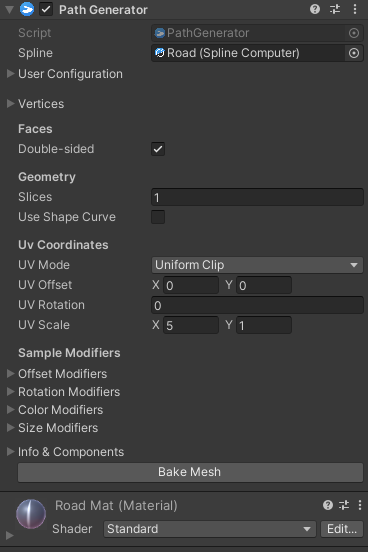 Path Generator
Script PathGenerator
Spline Road (Spline Computer)
User Configuration
Vertices
Faces
Double-sided
Geometry
Slices 1
Use Shape Curve
Uv Coordinates
UV Mode Uniform Clip
UV Offset X 0 Y 0
UV Rotation 0
UV Scale X 5 Y 1
Sample Modifiers
Offset Modifiers
Rotation Modifiers
Color Modifiers
Size Modifiers
Info & Components
Bake Mesh
Road Mat (Material)
Shader Standard Edit...